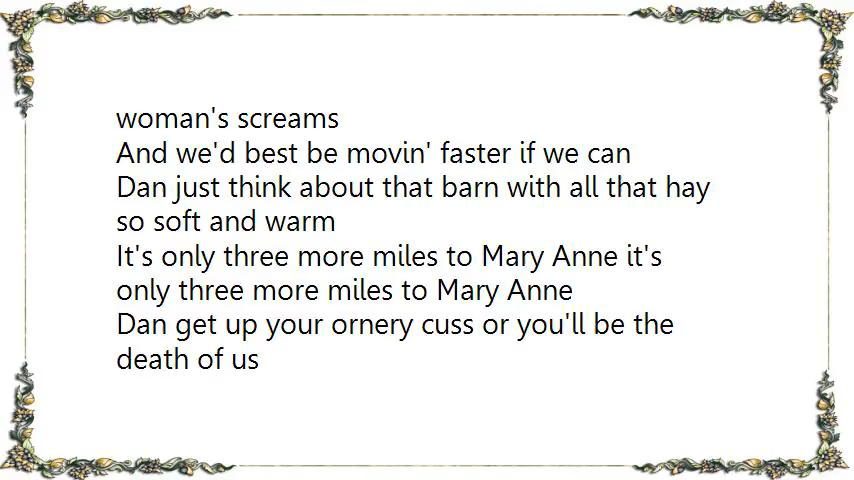 woman's screams
And we'd best be movin' faster if we can
Dan just think about that barn with all that hay
so soft and warm
It's only three more miles to Mary Anne it's
only three more miles to Mary Anne
Dan get up your ornery cuss or you'll be the
death of us